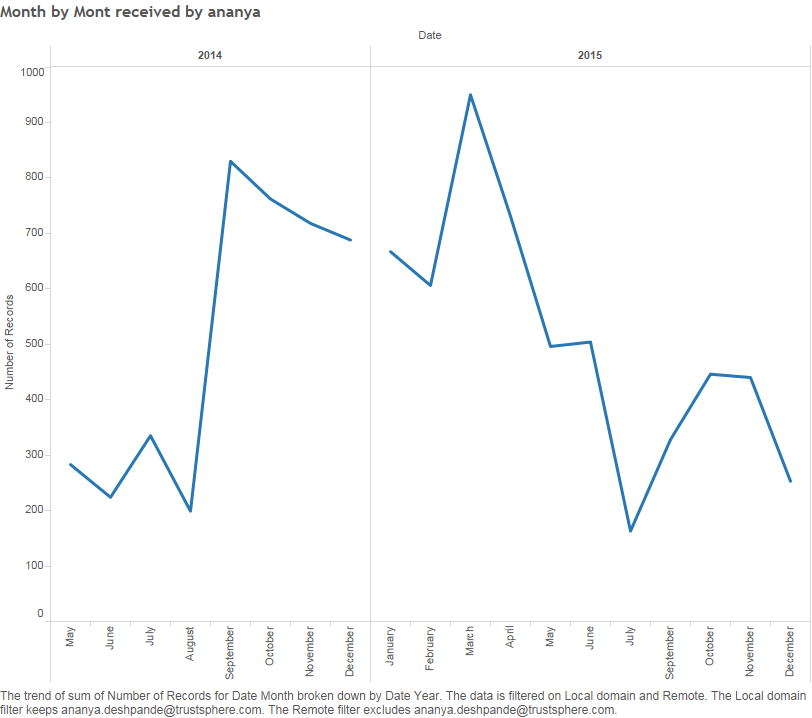 Month by Mont received by ananya
Date
2014
2015
Number of Records
1000
900
800
700
600
500
400
300
200
100
0
May
June
July
August
September
October
November
December
January
February
March
April
May
June
July
September
October
November
December
The trend of sum of Number of Records for Date Month broken down by Date Year. The data is filtered on Local domain and Remote. The Local domain
filter keeps ananya.deshpande@trustsphere.com. The Remote filter excludes ananya.deshpande@trustsphere.com.